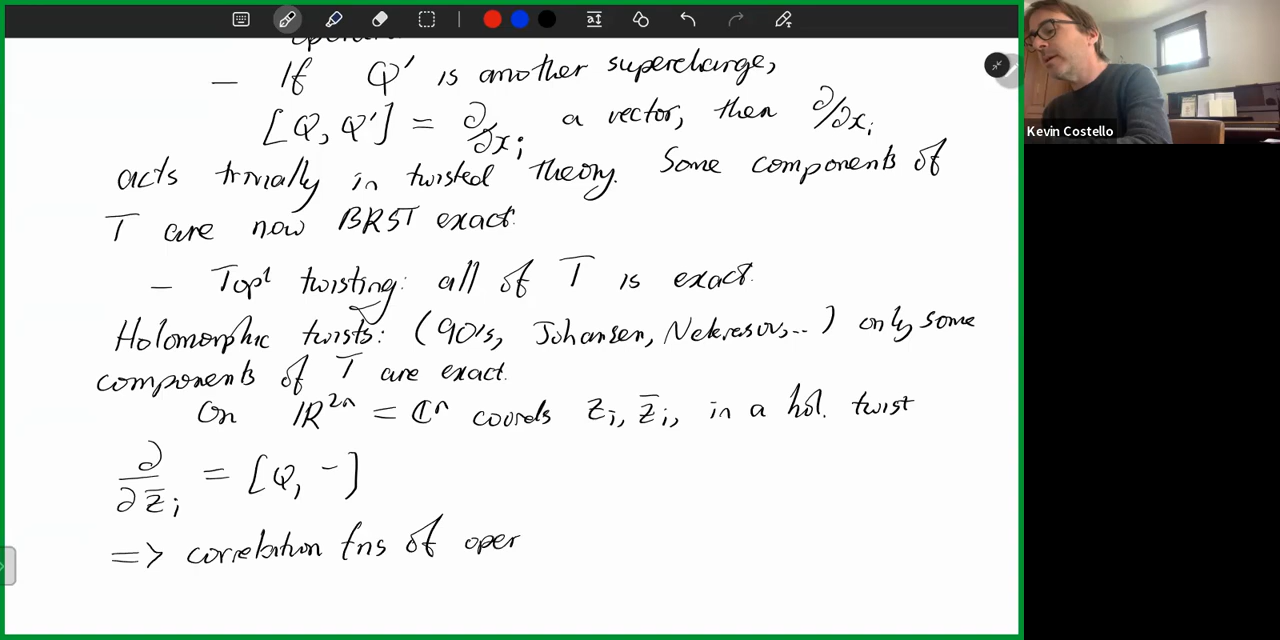 — If Q' is another supercharge,
[Q, Q'] = ∂/∂x_i a vector, then ∂/∂x_i
acts trivially in twisted theory. Some components of
T are now BRST exact.
— Top^l twisting: all of T is exact.
Holomorphic twists: (90's, Johansen, Nekrasov, ...) only some
components of T are exact.
On ℝ^{2n} = ℂ^n coords z_i, z̄_i, in a hol. twist
∂/∂z̄_i = [Q, -]
=> correlation fns of oper
Kevin Costello